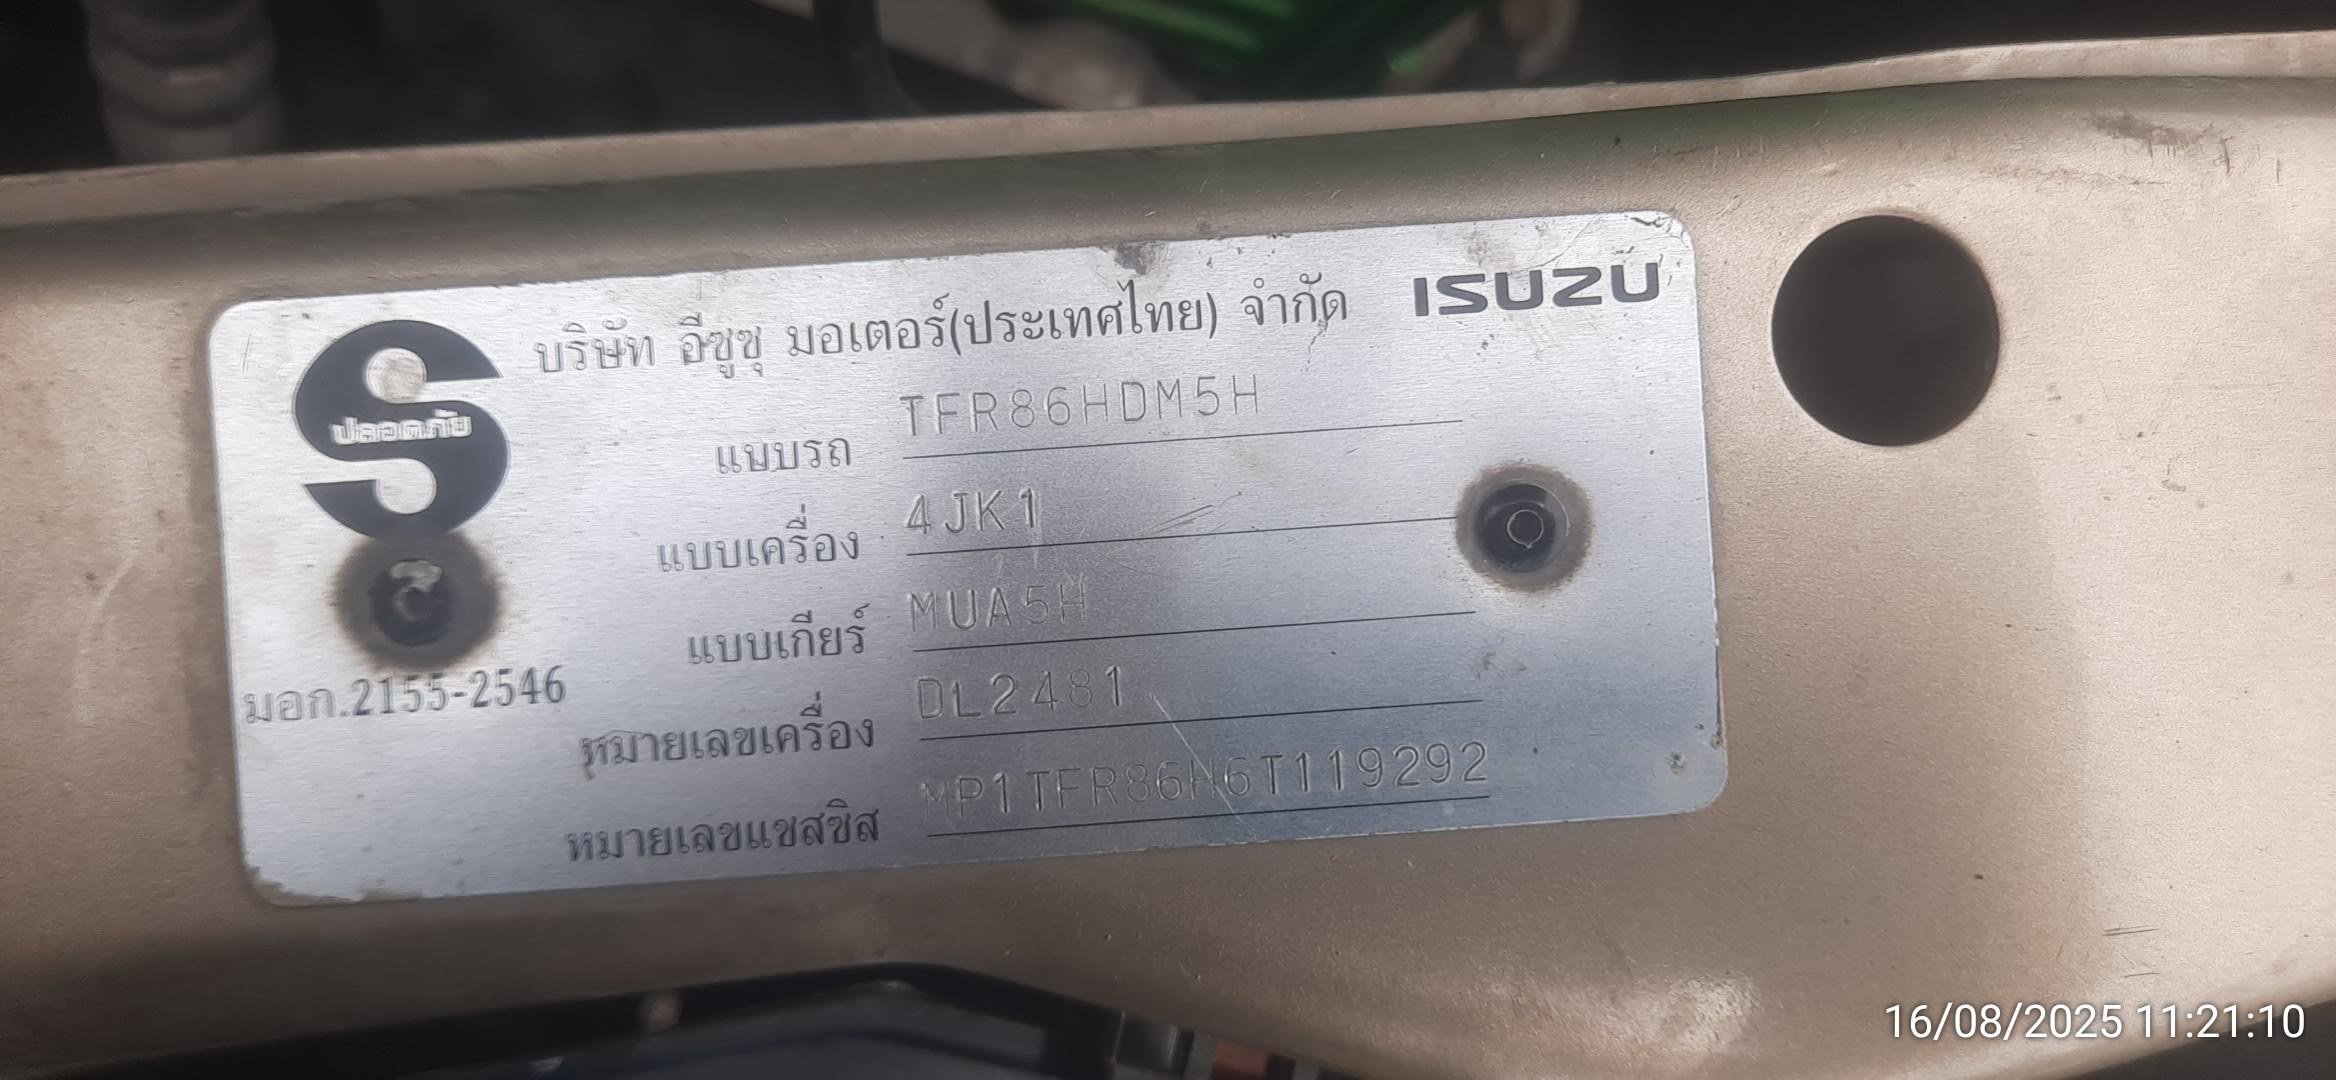 บริษัท อีซูซุ มอเตอร์(ประเทศไทย) จำกัด ISUZU
ปลอดภัย
แบบรถ TFR86HDM5H
แบบเครื่อง 4JK1
แบบเกียร์ MUA5H
มอก.2155-2546
หมายเลขเครื่อง DL2481
หมายเลขแชสซิส MP1TFR86H6T119292
16/08/2025 11:21:10